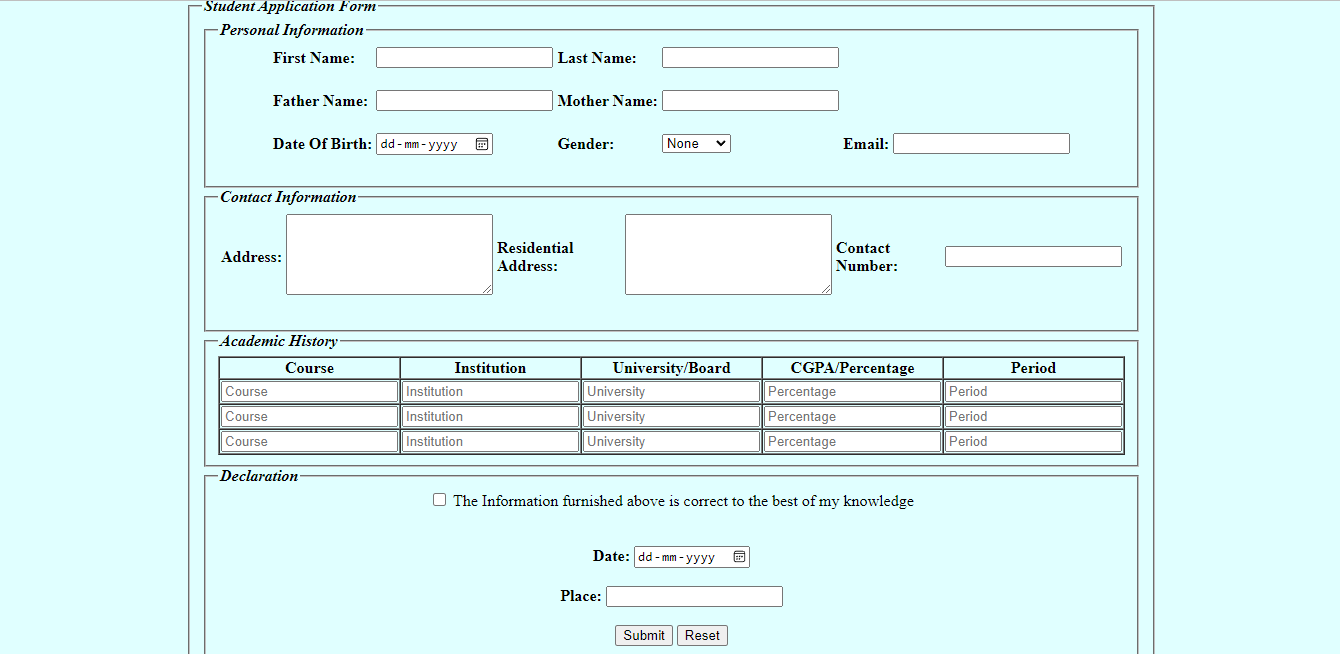 Student Application Form
Personal Information
First Name: Last Name:
Father Name: Mother Name:
Date Of Birth: dd-mm-yyyy Gender: None Email:
Contact Information
Address: Residential Address: Contact Number:
Academic History
Course Institution University/Board CGPA/Percentage Period
Course Institution University Percentage Period
Course Institution University Percentage Period
Course Institution University Percentage Period
Declaration
The Information furnished above is correct to the best of my knowledge
Date: dd-mm-yyyy
Place:
Submit Reset